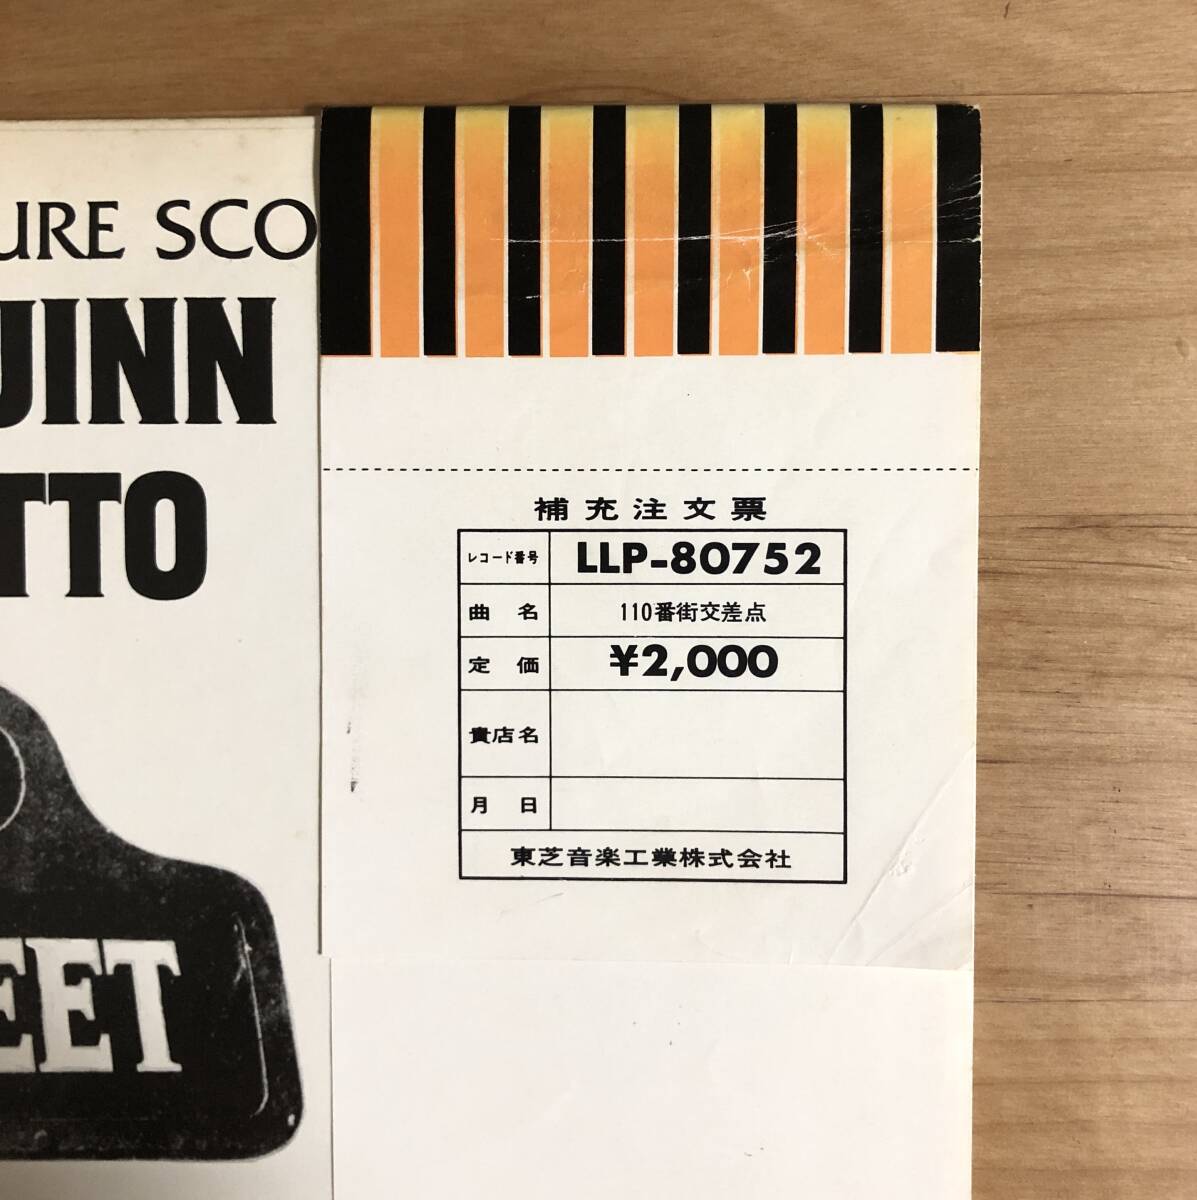 URE SCO
UINN
TTO
EET
補充注文票
レコード番号 LLP-80752
曲名 110番街交差点
定価 ¥2,000
貴店名
月日
東芝音楽工業株式会社